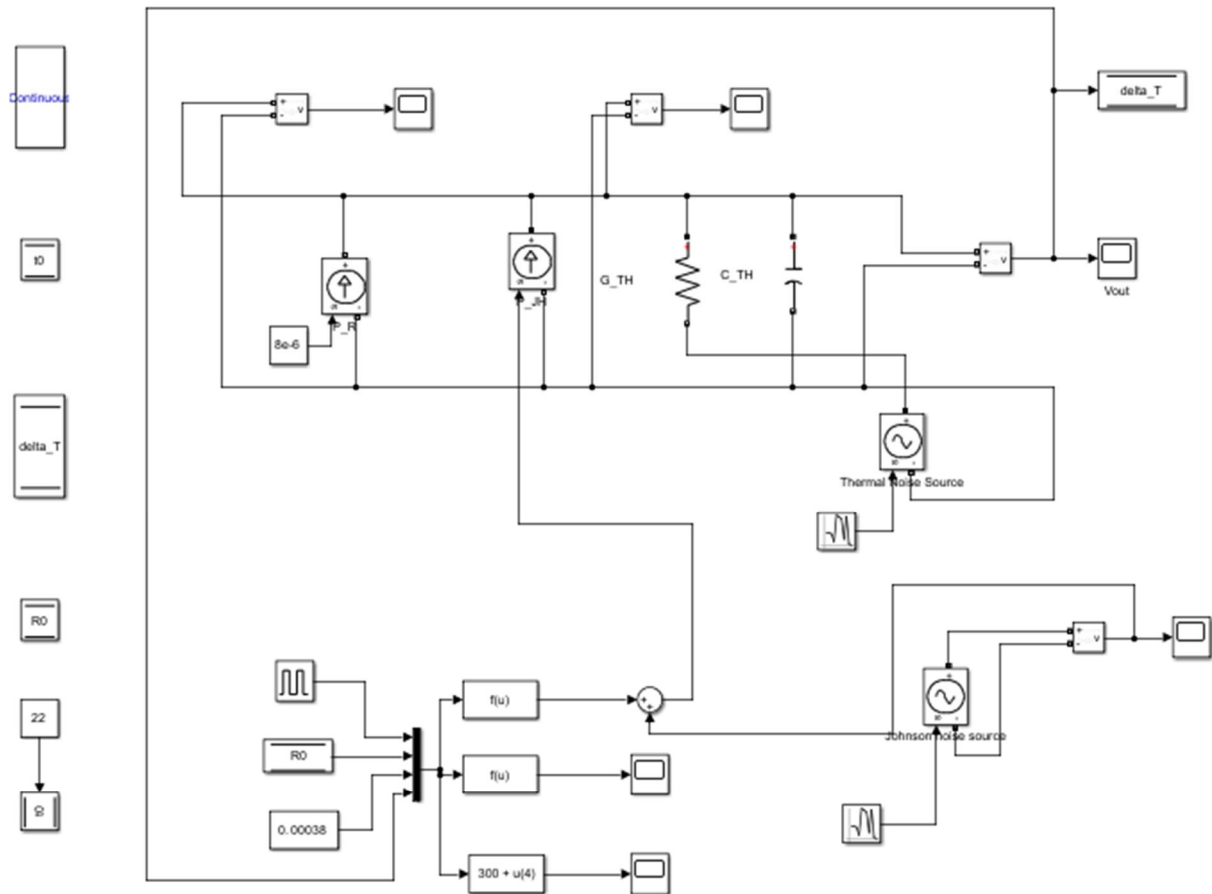 Continuous
delta_T
+
-
v
+
-
v
t0
+
P_R
8e-6
+
P_JH
G_TH
C_TH
+
-
v
Vout
delta_T
+
Thermal Noise Source
R0
+
-
v
22
f(u)
+
+
Johnson noise source
R0
f(u)
0.00038
300 + u(4)